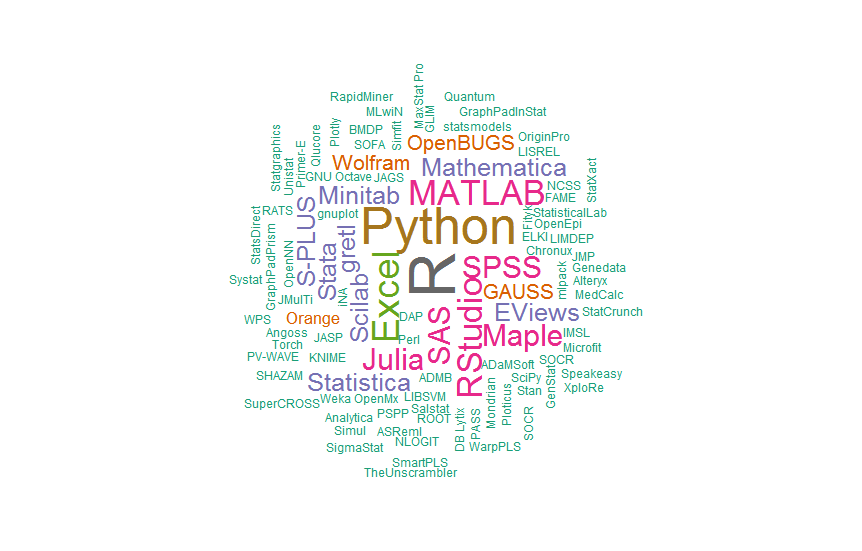 MaxStat Pro
RapidMiner
Quantum
MLwiN
GLIM
GraphPadInStat
Plotly
BMDP
Simfit
statsmodels
Statgraphics
Qlucore
SOFA
OpenBUGS
OriginPro
Primer-E
Wolfram
LISREL
Unistat
GNU Octave
JAGS
Mathematica
NCSS
StatXact
Minitab
MATLAB
FAME
RATS
gnuplot
Python
Fityk
StatisticalLab
StatsDirect
S-PLUS
gretl
OpenEpi
ELKI
LIMDEP
GraphPadPrism
OpenNN
Stata
Excel
R
SPSS
Chronux
JMP
Genedata
Systat
JMulTi
iNA
Scilab
RStudio
GAUSS
mlpack
Alteryx
MedCalc
WPS
Orange
DAP
SAS
EViews
StatCrunch
Angoss
JASP
Perl
Maple
IMSL
Torch
Microfit
PV-WAVE
KNIME
Julia
ADaMSoft
SOCR
SHAZAM
Statistica
ADMB
SciPy
GenStat
Speakeasy
Weka
OpenMx
LIBSVM
Mondrian
Stan
XploRe
SuperCROSS
Salstat
Ploticus
Analytica
PSPP
ROOT
PASS
SOCR
Simul
ASReml
DB Lytix
SigmaStat
NLOGIT
WarpPLS
SmartPLS
TheUnscrambler